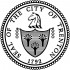 SEAL OF THE CITY OF TRENTON
1792